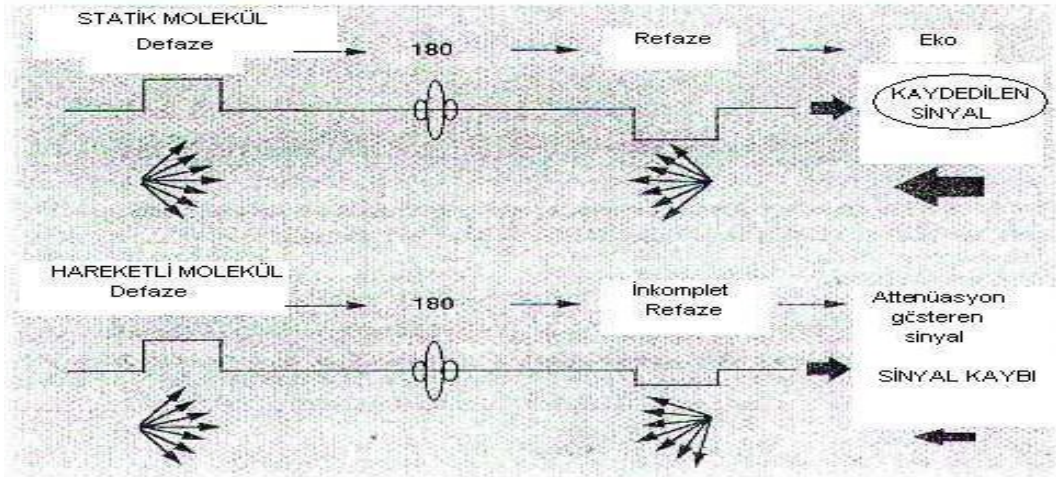 STATİK MOLEKÜL
Defaze
180
Refaze
Eko
KAYDEDİLEN
SİNYAL
HAREKETLİ MOLEKÜL
Defaze
180
İnkomplet
Refaze
Attenüasyon
gösteren
sinyal
SİNYAL KAYBI